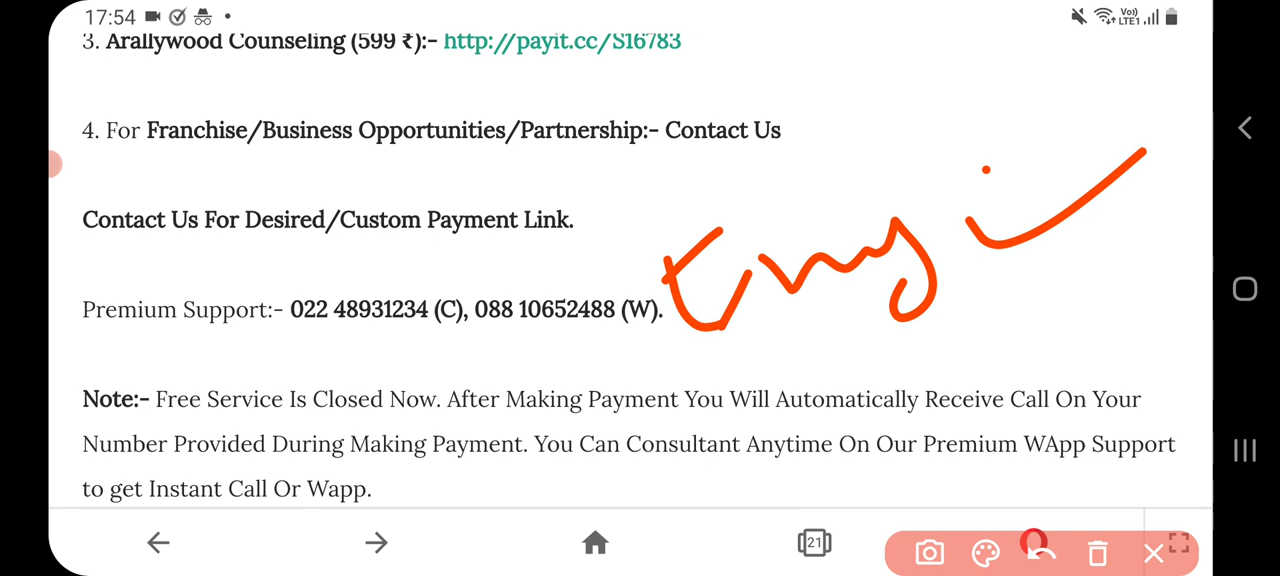 17:54
Vo)) LTE1
3. Arallywood Counseling (599 ₹):- http://payit.cc/S16783
4. For Franchise/Business Opportunities/Partnership:- Contact Us
Contact Us For Desired/Custom Payment Link.
Premium Support:- 022 48931234 (C), 088 10652488 (W).
Note:- Free Service Is Closed Now. After Making Payment You Will Automatically Receive Call On Your
Number Provided During Making Payment. You Can Consultant Anytime On Our Premium WApp Support
to get Instant Call Or Wapp.
21